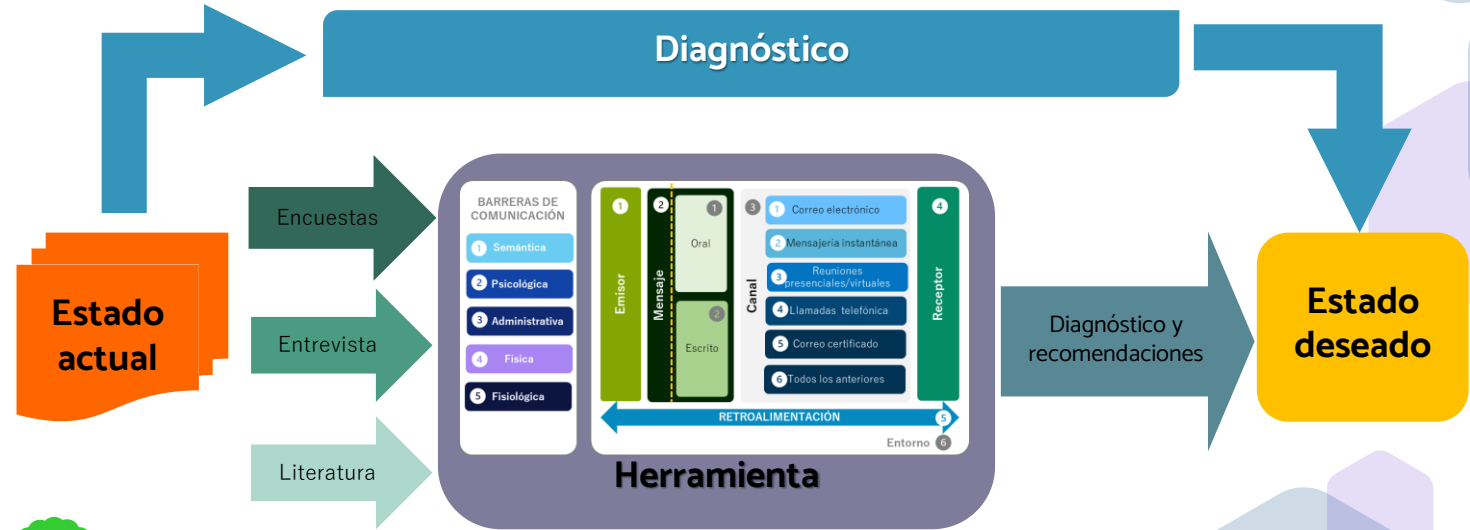 Diagnóstico
Estado
actual
Encuestas
Entrevista
Literatura
BARRERAS DE
COMUNICACIÓN
1 Semántica
2 Psicológica
3 Administrativa
4 Física
5 Fisiológica
1
Emisor
2
Mensaje
1
Oral
2
Escrito
3
Canal
1 Correo electrónico
2 Mensajería instantánea
3 Reuniones
presenciales/virtuales
4 Llamadas telefónica
5 Correo certificado
6 Todos los anteriores
4
Receptor
RETROALIMENTACIÓN 5
Entorno 6
Herramienta
Diagnóstico y
recomendaciones
Estado
deseado